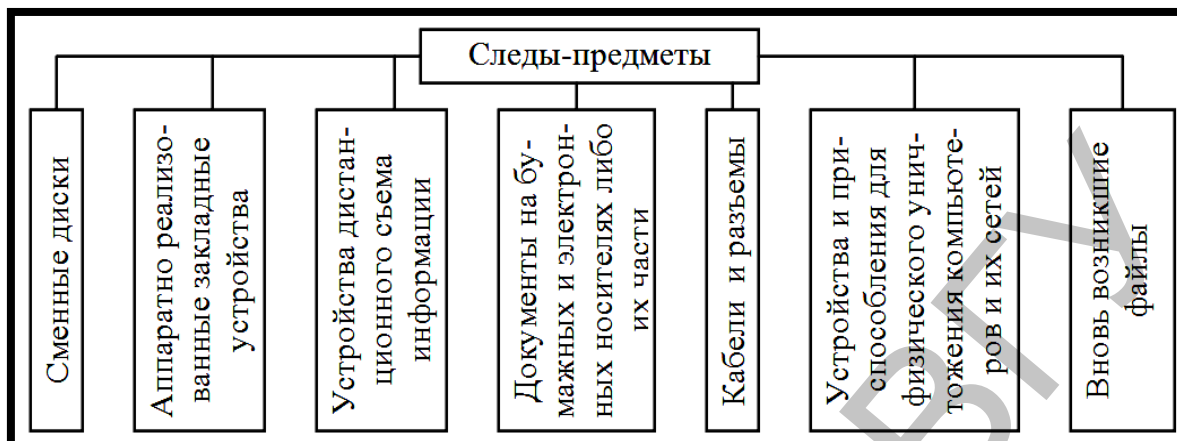 Следы-предметы
Сменные диски
Аппаратно реализо-
ванные закладные
устройства
Устройства дистан-
ционного съема
информации
Документы на бу-
мажных и электрон-
ных носителях либо
их части
Кабели и разъемы
Устройства и при-
способления для
физического унич-
тожения компьюте-
ров и их сетей
Вновь возникшие
файлы
ВГУ